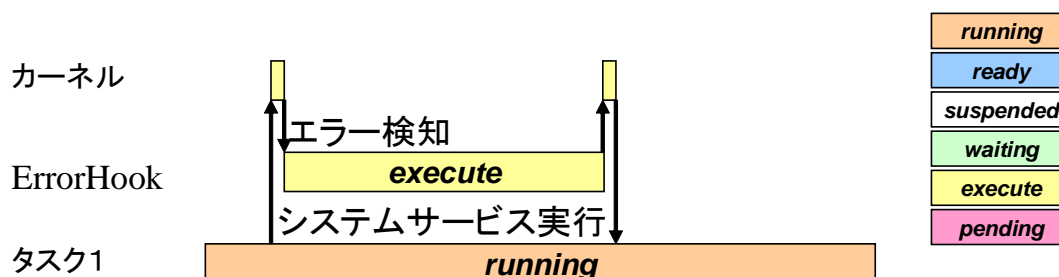 カーネル
エラー検知
ErrorHook
execute
システムサービス実行
タスク1
running
running
ready
suspended
waiting
execute
pending